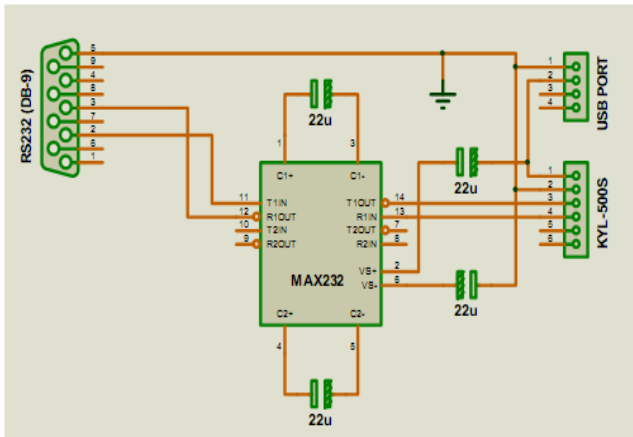 RS232 (DB-9)
5
9
4
8
3
7
2
6
1
22u
1
3
C1+
C1-
11
T1IN
12
R1OUT
10
T2IN
9
R2OUT
T1OUT
14
R1IN
13
T2OUT
7
R2IN
8
VS+
2
VS-
6
MAX232
C2+
C2-
4
5
22u
22u
22u
1
2
3
4
USB PORT
1
2
3
4
5
6
KYL-500S